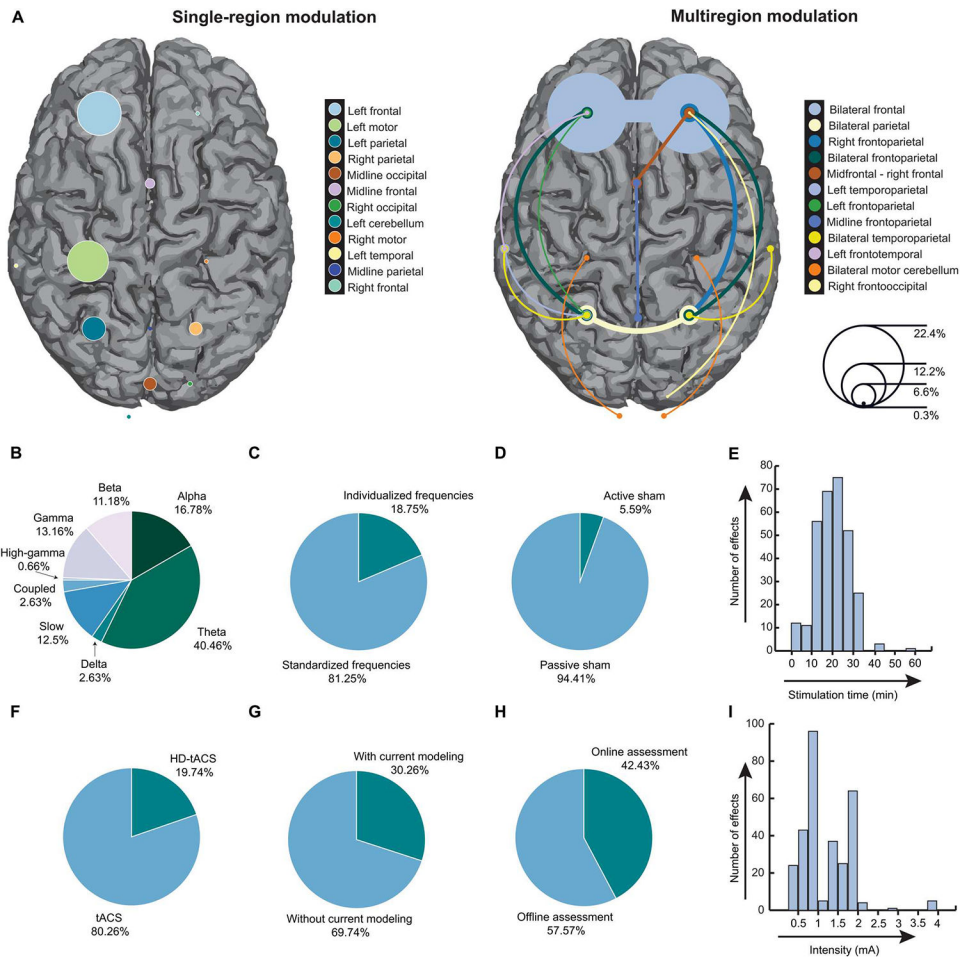 A
Single-region modulation
Left frontal
Left motor
Left parietal
Right parietal
Midline occipital
Midline frontal
Right occipital
Left cerebellum
Right motor
Left temporal
Midline parietal
Right frontal
Multiregion modulation
Bilateral frontal
Bilateral parietal
Right frontoparietal
Bilateral frontoparietal
Midfrontal - right frontal
Left temporoparietal
Left frontoparietal
Midline frontoparietal
Bilateral temporoparietal
Left frontotemporal
Bilateral motor cerebellum
Right frontooccipital
22.4%
12.2%
6.6%
0.3%
B
Beta
11.18%
Alpha
16.78%
Gamma
13.16%
High-gamma
0.66%
Coupled
2.63%
Slow
12.5%
Delta
2.63%
Theta
40.46%
C
Individualized frequencies
18.75%
Standardized frequencies
81.25%
D
Active sham
5.59%
Passive sham
94.41%
E
Number of effects
80
70
60
50
40
30
20
10
0
0 10 20 30 40 50 60
Stimulation time (min)
F
HD-tACS
19.74%
tACS
80.26%
G
With current modeling
30.26%
Without current modeling
69.74%
H
Online assessment
42.43%
Offline assessment
57.57%
I
Number of effects
100
80
60
40
20
0
0.5 1 1.5 2 2.5 3 3.5 4
Intensity (mA)